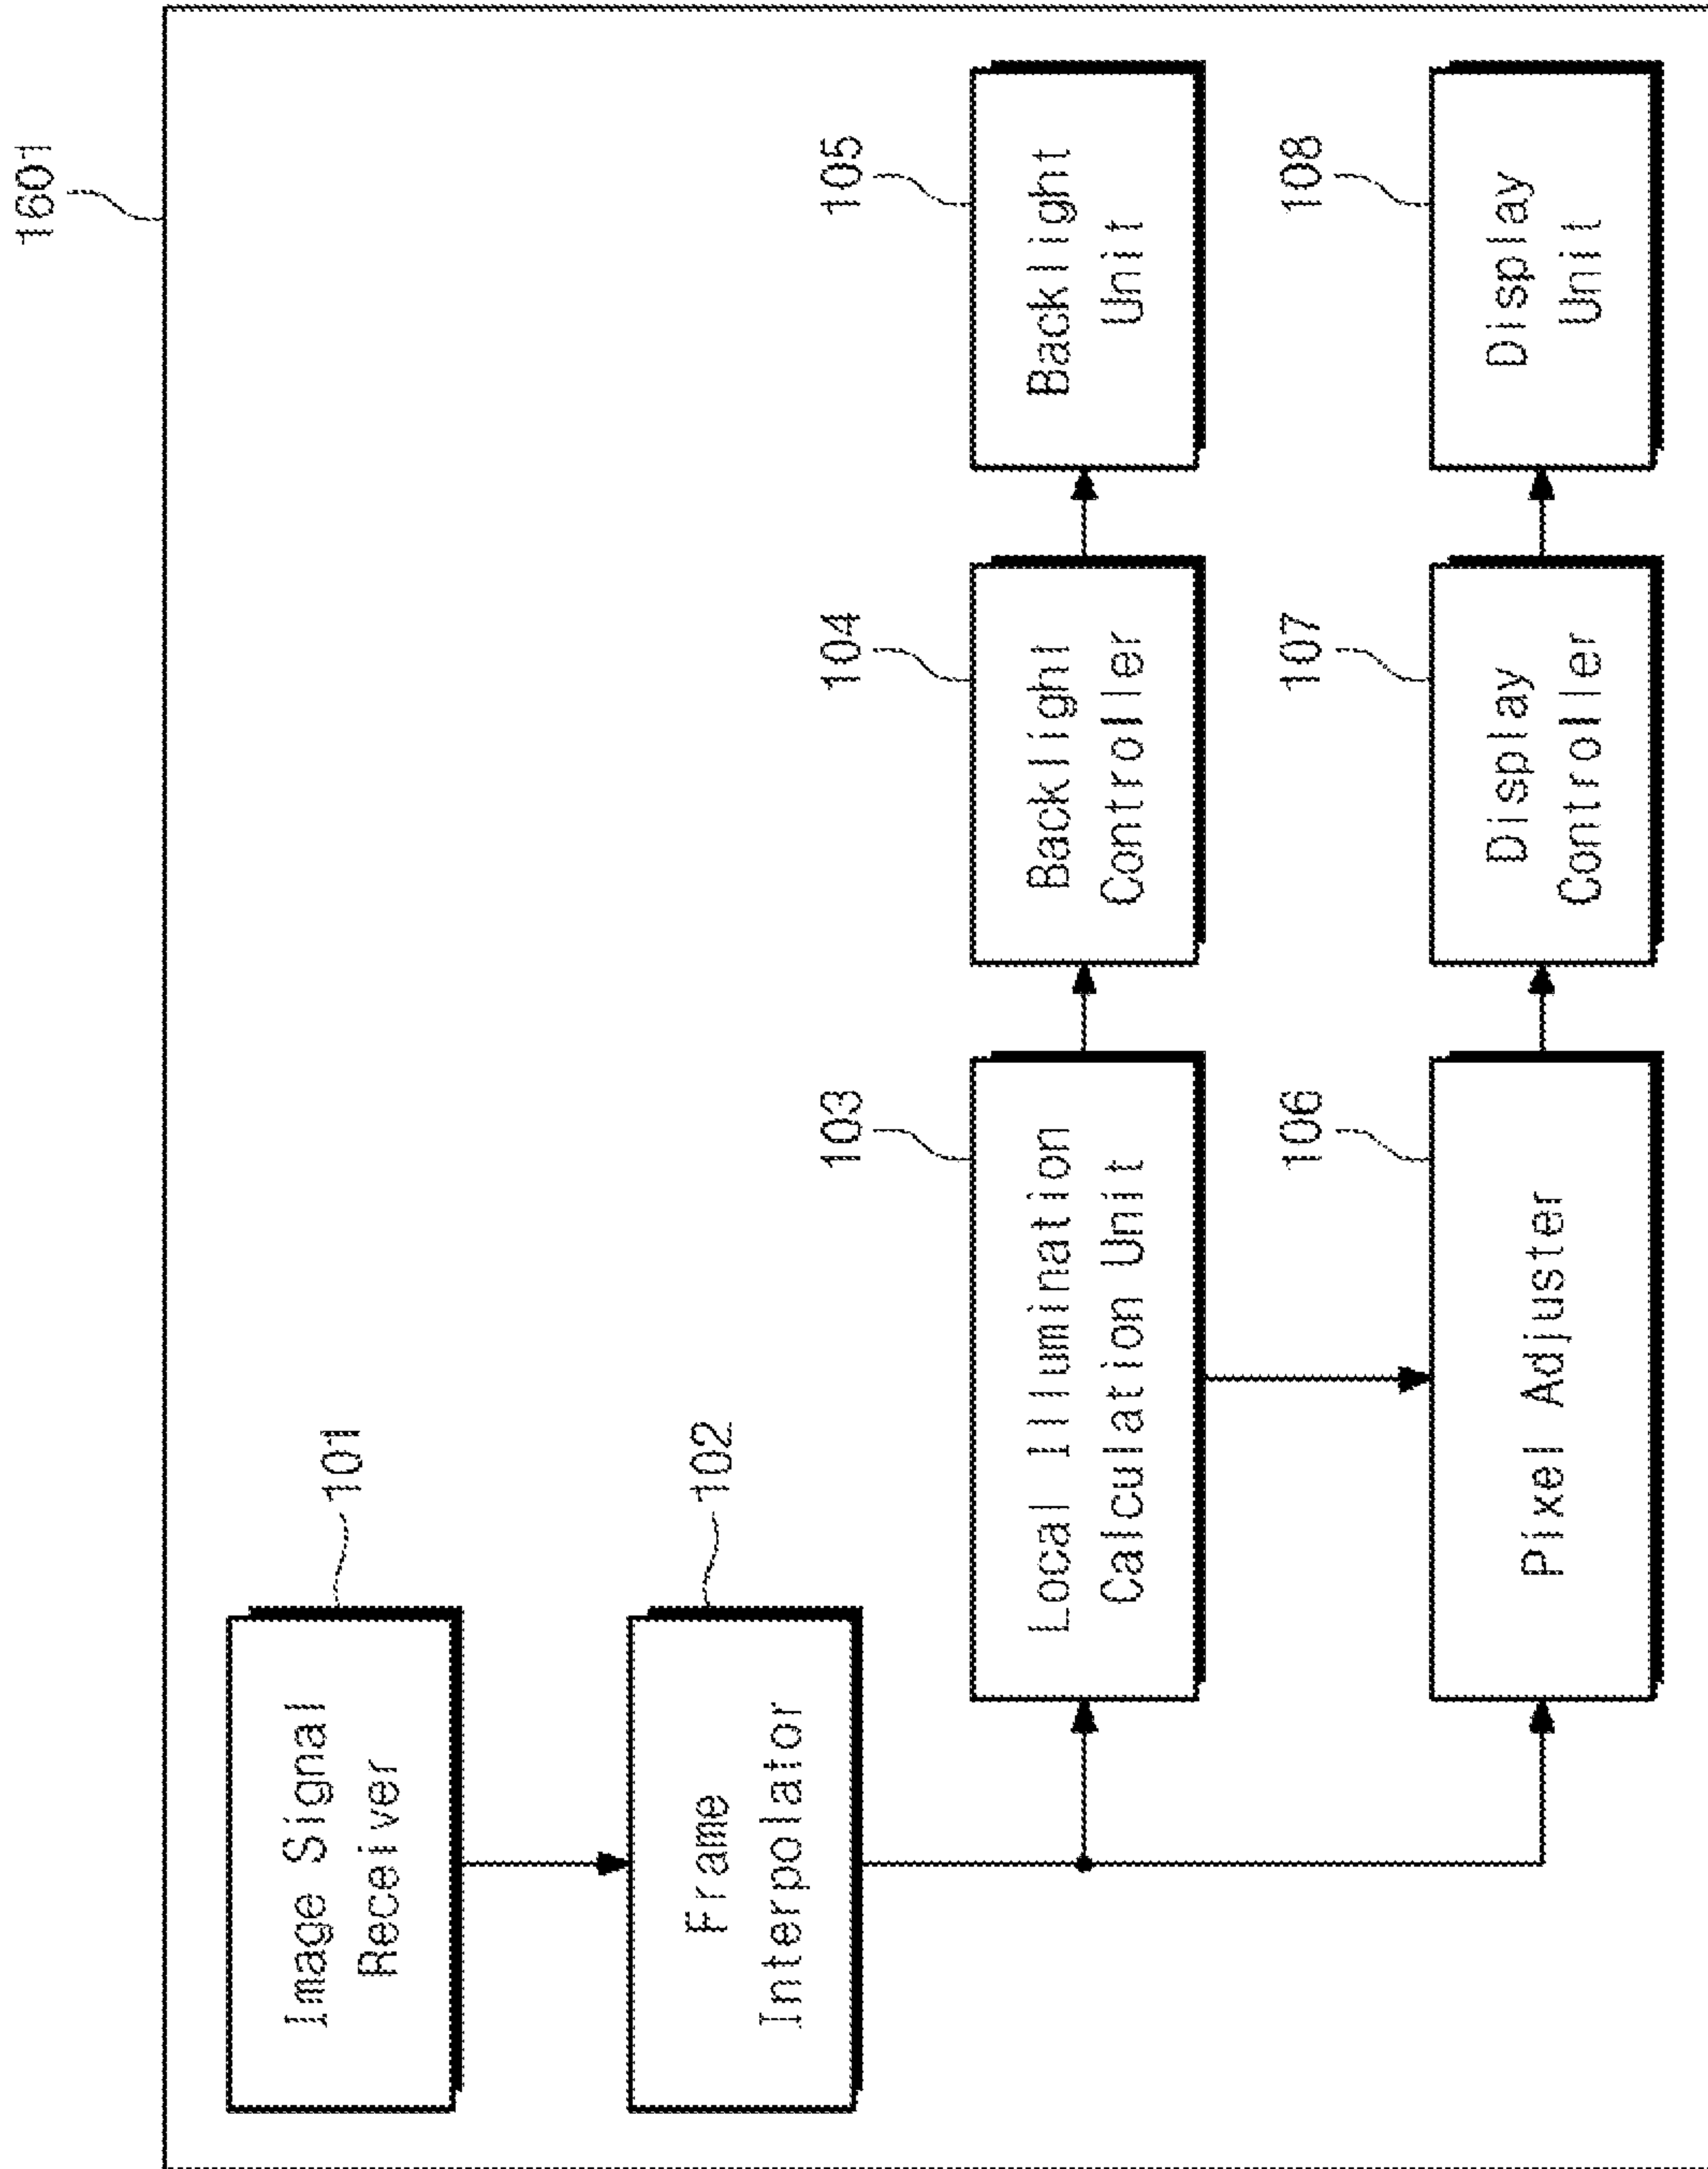 1601
101
Image Signal
Receiver
102
Frame
Interpolator
103
Local Illumination
Calculation Unit
104
Backlight
Controller
105
Backlight
Unit
106
Pixel Adjuster
107
Display
Controller
108
Display
Unit